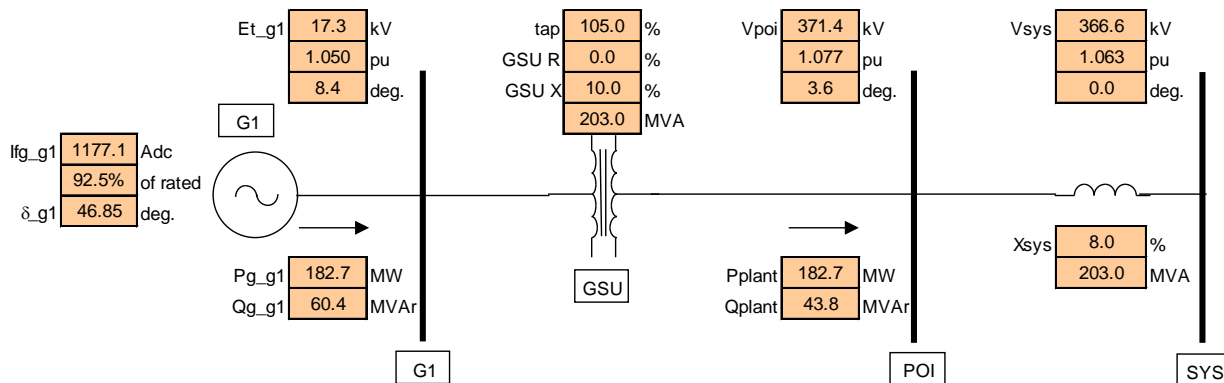 Et_g1 17.3 kV
1.050 pu
8.4 deg.
tap 105.0 %
GSU R 0.0 %
GSU X 10.0 %
203.0 MVA
Vpoi 371.4 kV
1.077 pu
3.6 deg.
Vsys 366.6 kV
1.063 pu
0.0 deg.
G1
Ifg_g1 1177.1 Adc
92.5% of rated
δ_g1 46.85 deg.
Pg_g1 182.7 MW
Qg_g1 60.4 MVAr
GSU
Pplant 182.7 MW
Qplant 43.8 MVAr
Xsys 8.0 %
203.0 MVA
G1
POI
SYS